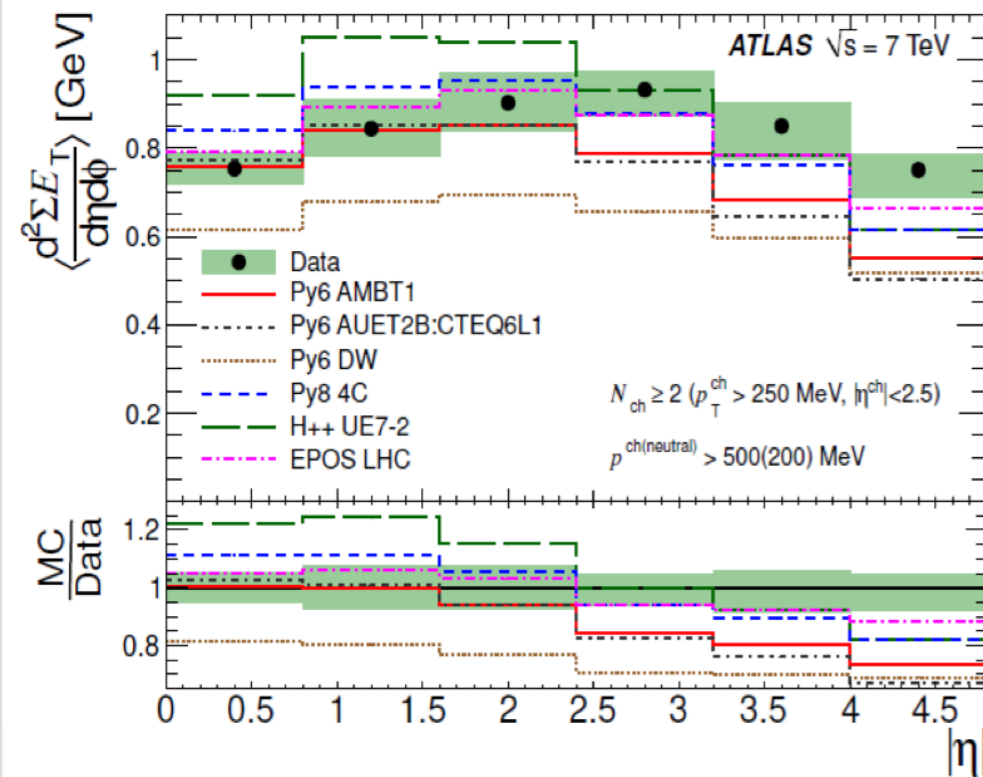 ATLAS √s = 7 TeV
⟨d²ΣE_T/dηdϕ⟩ [GeV]
1
0.8
0.6
0.4
0.2
Data
Py6 AMBT1
Py6 AUET2B:CTEQ6L1
Py6 DW
Py8 4C
H++ UE7-2
EPOS LHC
N_ch ≥ 2 (p_T^ch > 250 MeV, |η^ch|<2.5)
p^ch(neutral) > 500(200) MeV
MC/Data
1.2
1
0.8
0 0.5 1 1.5 2 2.5 3 3.5 4 4.5
|η|